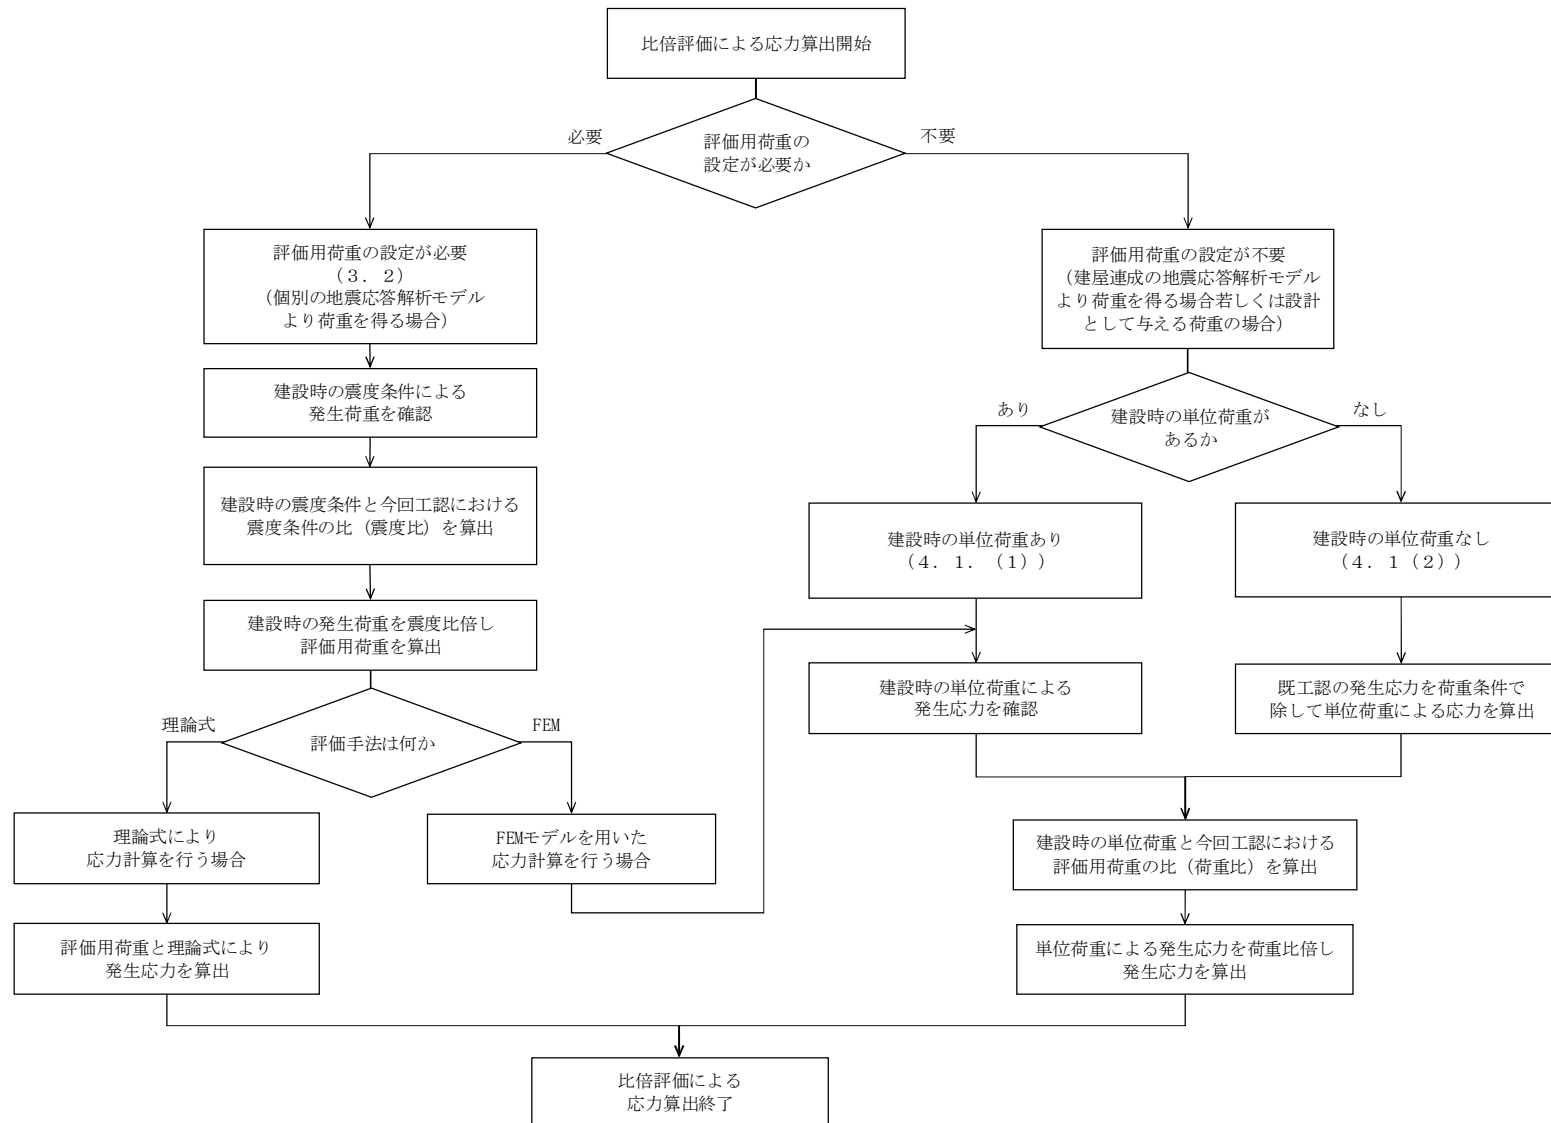 比倍評価による応力算出開始
評価用荷重の
設定が必要か
必要
不要
評価用荷重の設定が必要
(3.2)
(個別の地震応答解析モデル
より荷重を得る場合)
評価用荷重の設定が不要
(建屋連成の地震応答解析モデル
より荷重を得る場合若しくは設計
として与える荷重の場合)
建設時の震度条件による
発生荷重を確認
建設時の単位荷重が
あるか
あり
なし
建設時の震度条件と今回工認における
震度条件の比(震度比)を算出
建設時の単位荷重あり
(4.1.(1))
建設時の単位荷重なし
(4.1(2))
建設時の発生荷重を震度比倍し
評価用荷重を算出
建設時の単位荷重による
発生応力を確認
既工認の発生応力を荷重条件で
除して単位荷重による応力を算出
評価手法は何か
理論式
FEM
理論式により
応力計算を行う場合
FEMモデルを用いた
応力計算を行う場合
建設時の単位荷重と今回工認における
評価用荷重の比(荷重比)を算出
評価用荷重と理論式により
発生応力を算出
単位荷重による発生応力を荷重比倍し
発生応力を算出
比倍評価による
応力算出終了